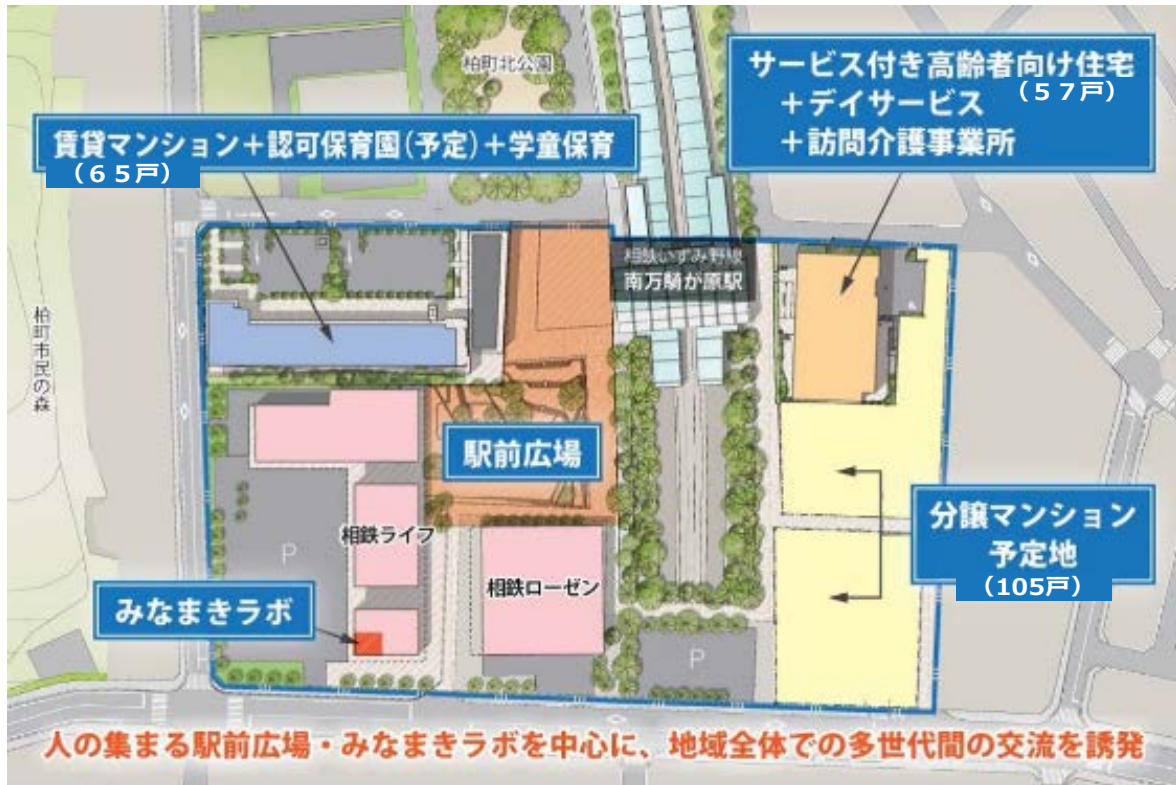 柏町北公園
サービス付き高齢者向け住宅
(57戸)
+デイサービス
+訪問介護事業所
賃貸マンション+認可保育園(予定)+学童保育
(65戸)
相鉄いずみ野線
南万騎が原駅
柏町市民の森
駅前広場
分譲マンション
予定地
(105戸)
相鉄ライフ
P
相鉄ローゼン
みなまきラボ
P
人の集まる駅前広場・みなまきラボを中心に、地域全体での多世代間の交流を誘発